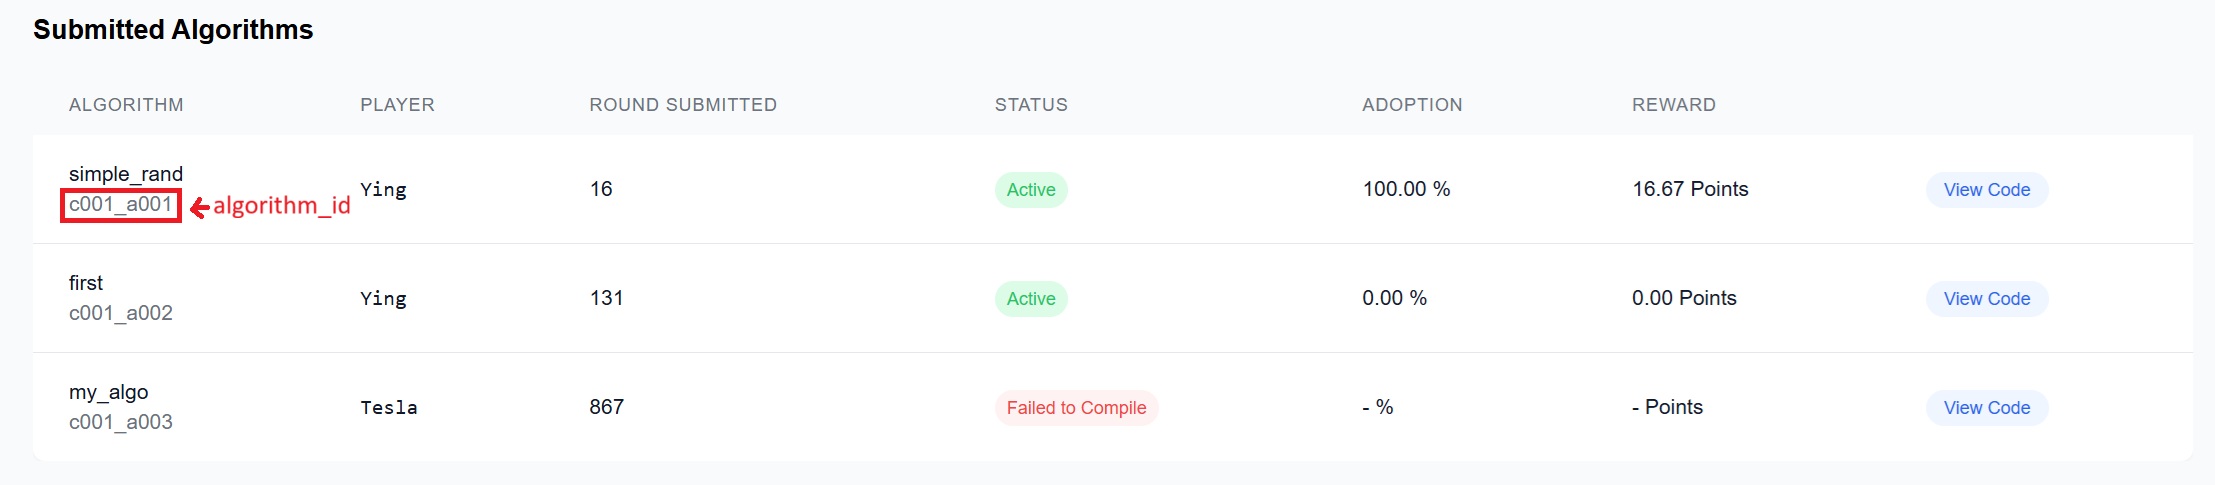 Submitted Algorithms
ALGORITHM PLAYER ROUND SUBMITTED STATUS ADOPTION REWARD
simple_rand
c001_a001 algorithm_id Ying 16 Active 100.00 % 16.67 Points View Code
first
c001_a002 Ying 131 Active 0.00 % 0.00 Points View Code
my_algo
c001_a003 Tesla 867 Failed to Compile - % - Points View Code